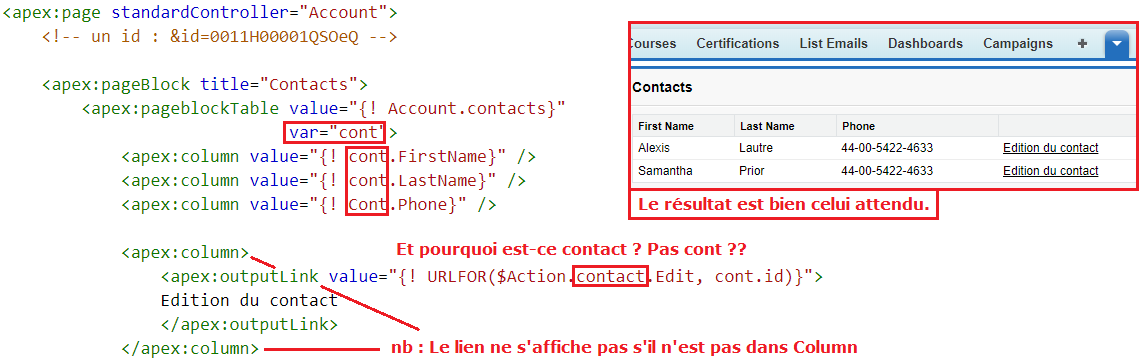 <apex:page standardController="Account">
<!-- un id : &id=0011H00001QSOeQ -->
<apex:pageBlock title="Contacts">
<apex:pageblockTable value="{! Account.contacts}"
var="cont">
<apex:column value="{! cont.FirstName}" />
<apex:column value="{! cont.LastName}" />
<apex:column value="{! Cont.Phone}" />
<apex:column>
<apex:outputLink value="{! URLFOR($Action.contact.Edit, cont.id)}">
Edition du contact
</apex:outputLink>
</apex:column>
Courses Certifications List Emails Dashboards Campaigns +
Contacts
First Name Last Name Phone
Alexis Lautre 44-00-5422-4633 Edition du contact
Samantha Prior 44-00-5422-4633 Edition du contact
Le résultat est bien celui attendu.
Et pourquoi est-ce contact ? Pas cont ??
nb : Le lien ne s'affiche pas s'il n'est pas dans Column